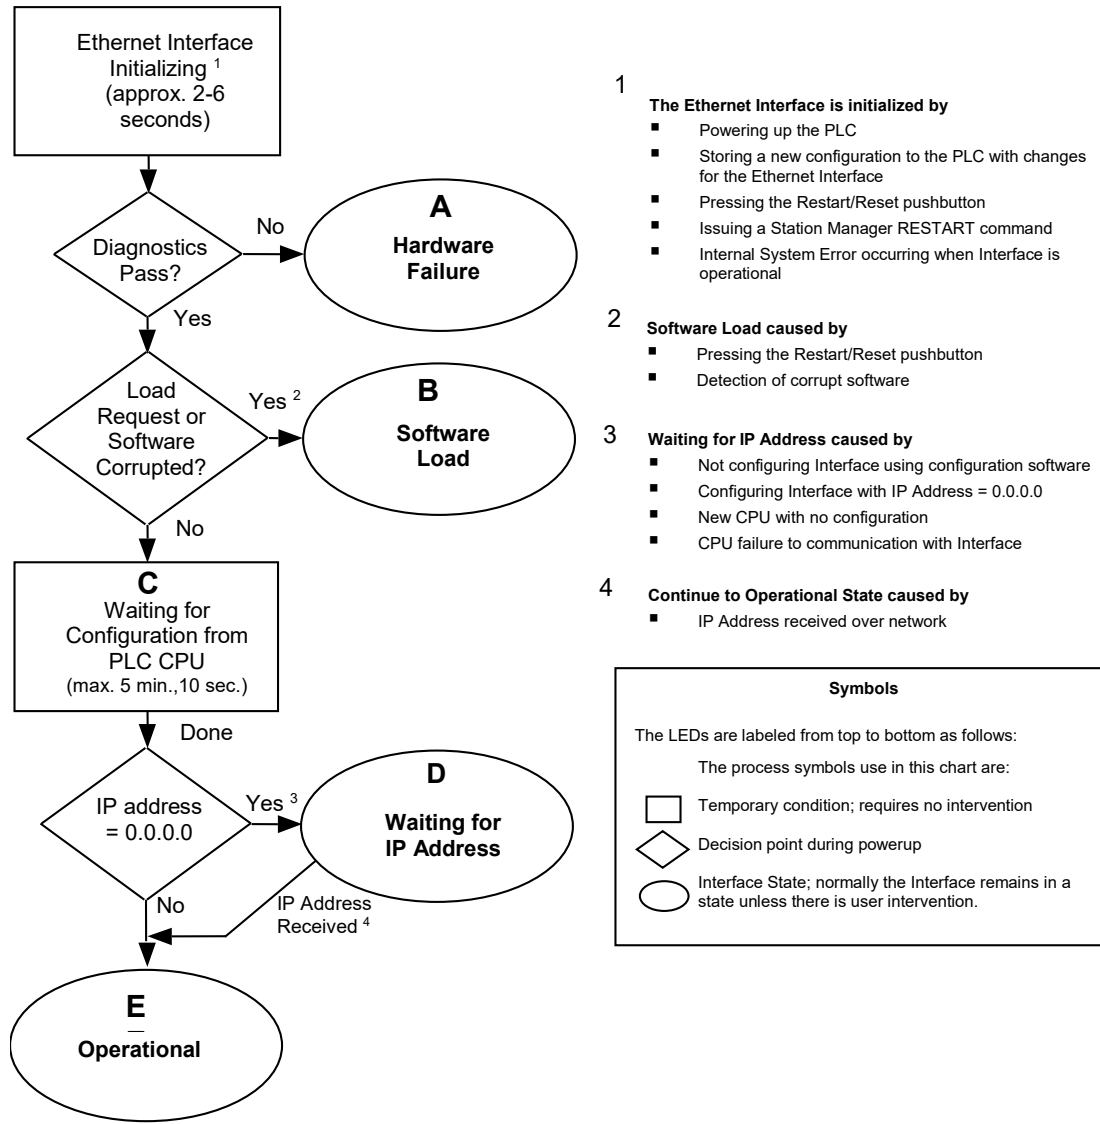 Ethernet Interface
Initializing 1
(approx. 2-6
seconds)
Diagnostics
Pass?
No
A
Hardware
Failure
Yes
Load
Request or
Software
Corrupted?
Yes 2
B
Software
Load
No
C
Waiting for
Configuration from
PLC CPU
(max. 5 min.,10 sec.)
Done
IP address
= 0.0.0.0
Yes 3
D
Waiting for
IP Address
No
IP Address
Received 4
E
Operational
1
The Ethernet Interface is initialized by
■ Powering up the PLC
■ Storing a new configuration to the PLC with changes
for the Ethernet Interface
■ Pressing the Restart/Reset pushbutton
■ Issuing a Station Manager RESTART command
■ Internal System Error occurring when Interface is
operational
2
Software Load caused by
■ Pressing the Restart/Reset pushbutton
■ Detection of corrupt software
3
Waiting for IP Address caused by
■ Not configuring Interface using configuration software
■ Configuring Interface with IP Address = 0.0.0.0
■ New CPU with no configuration
■ CPU failure to communication with Interface
4
Continue to Operational State caused by
■ IP Address received over network
Symbols
The LEDs are labeled from top to bottom as follows:
The process symbols use in this chart are:
Temporary condition; requires no intervention
Decision point during powerup
Interface State; normally the Interface remains in a
state unless there is user intervention.